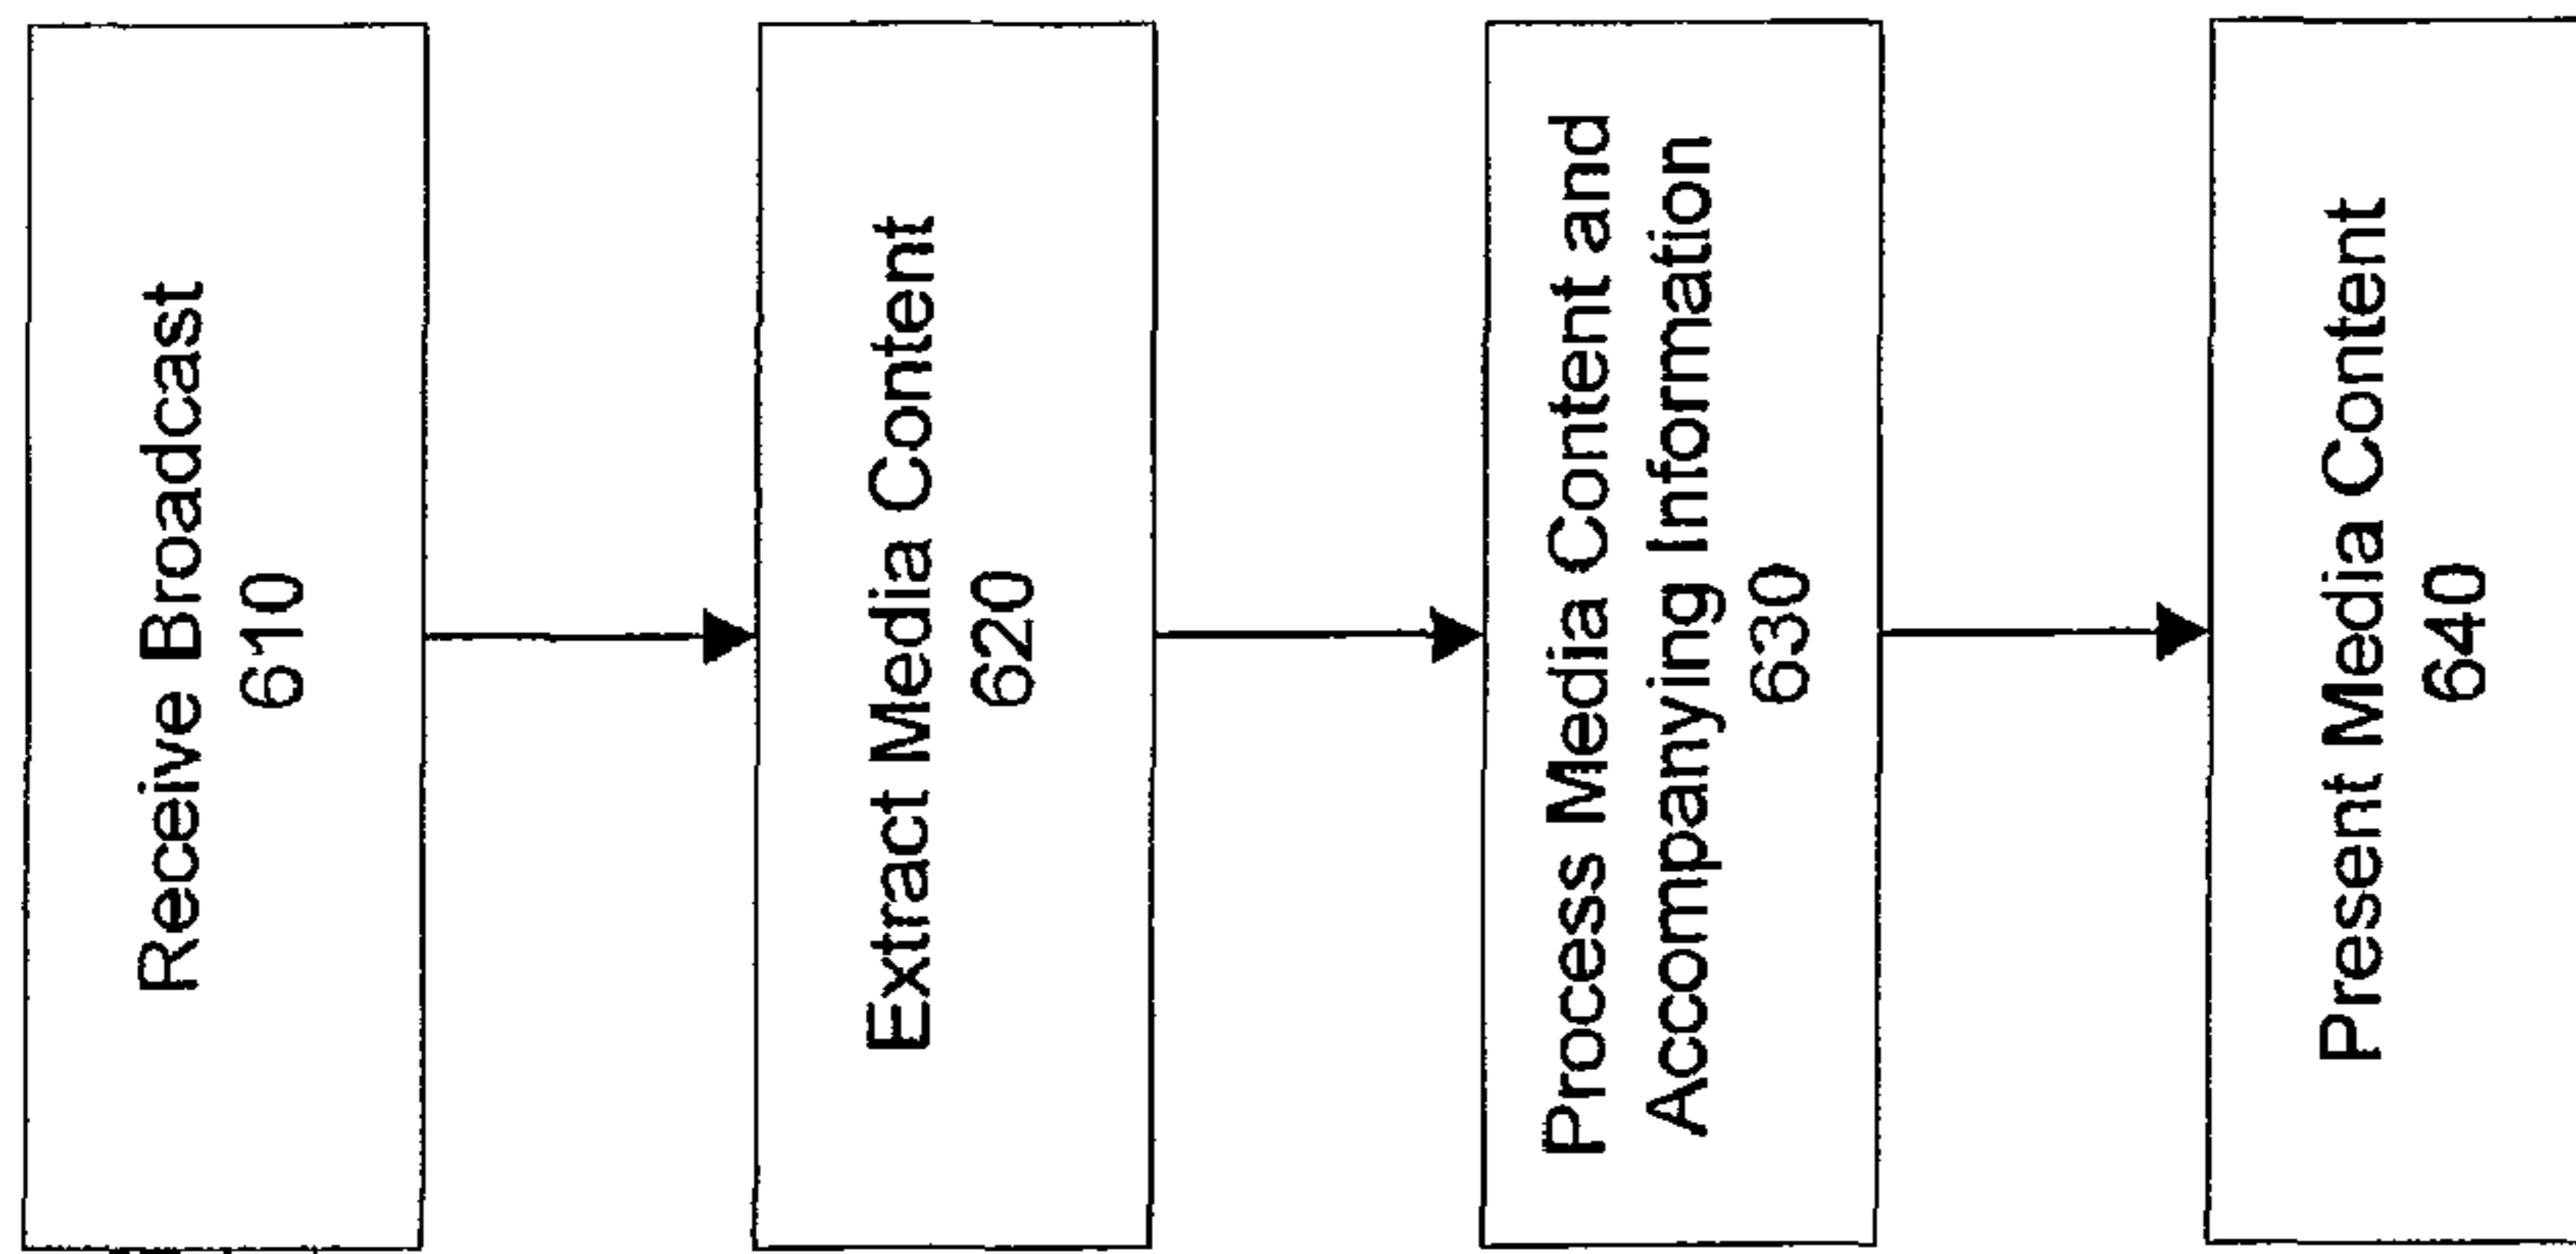 Receive Broadcast
610
Extract Media Content
620
Process Media Content and
Accompanying Information
630
Present Media Content
640